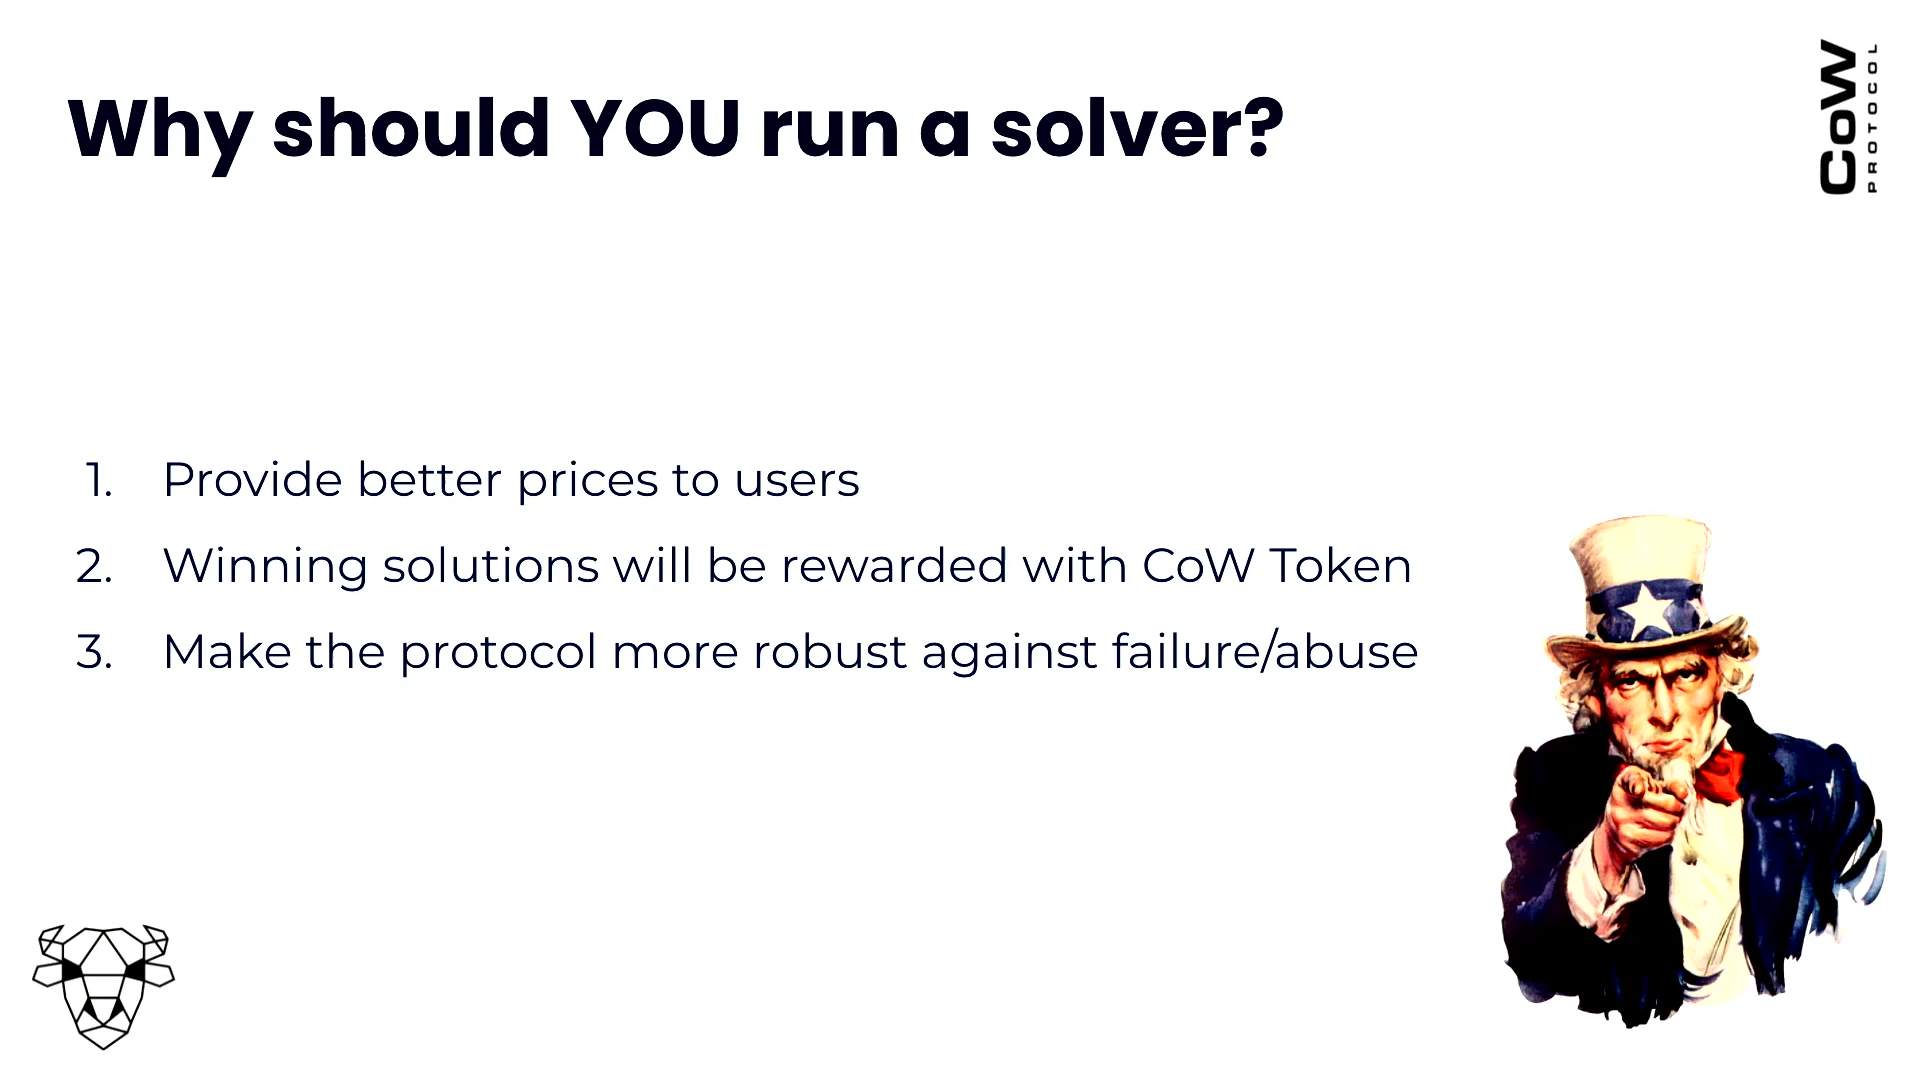 Why should YOU run a solver?
CoW
PROTOCOL
1. Provide better prices to users
2. Winning solutions will be rewarded with CoW Token
3. Make the protocol more robust against failure/abuse